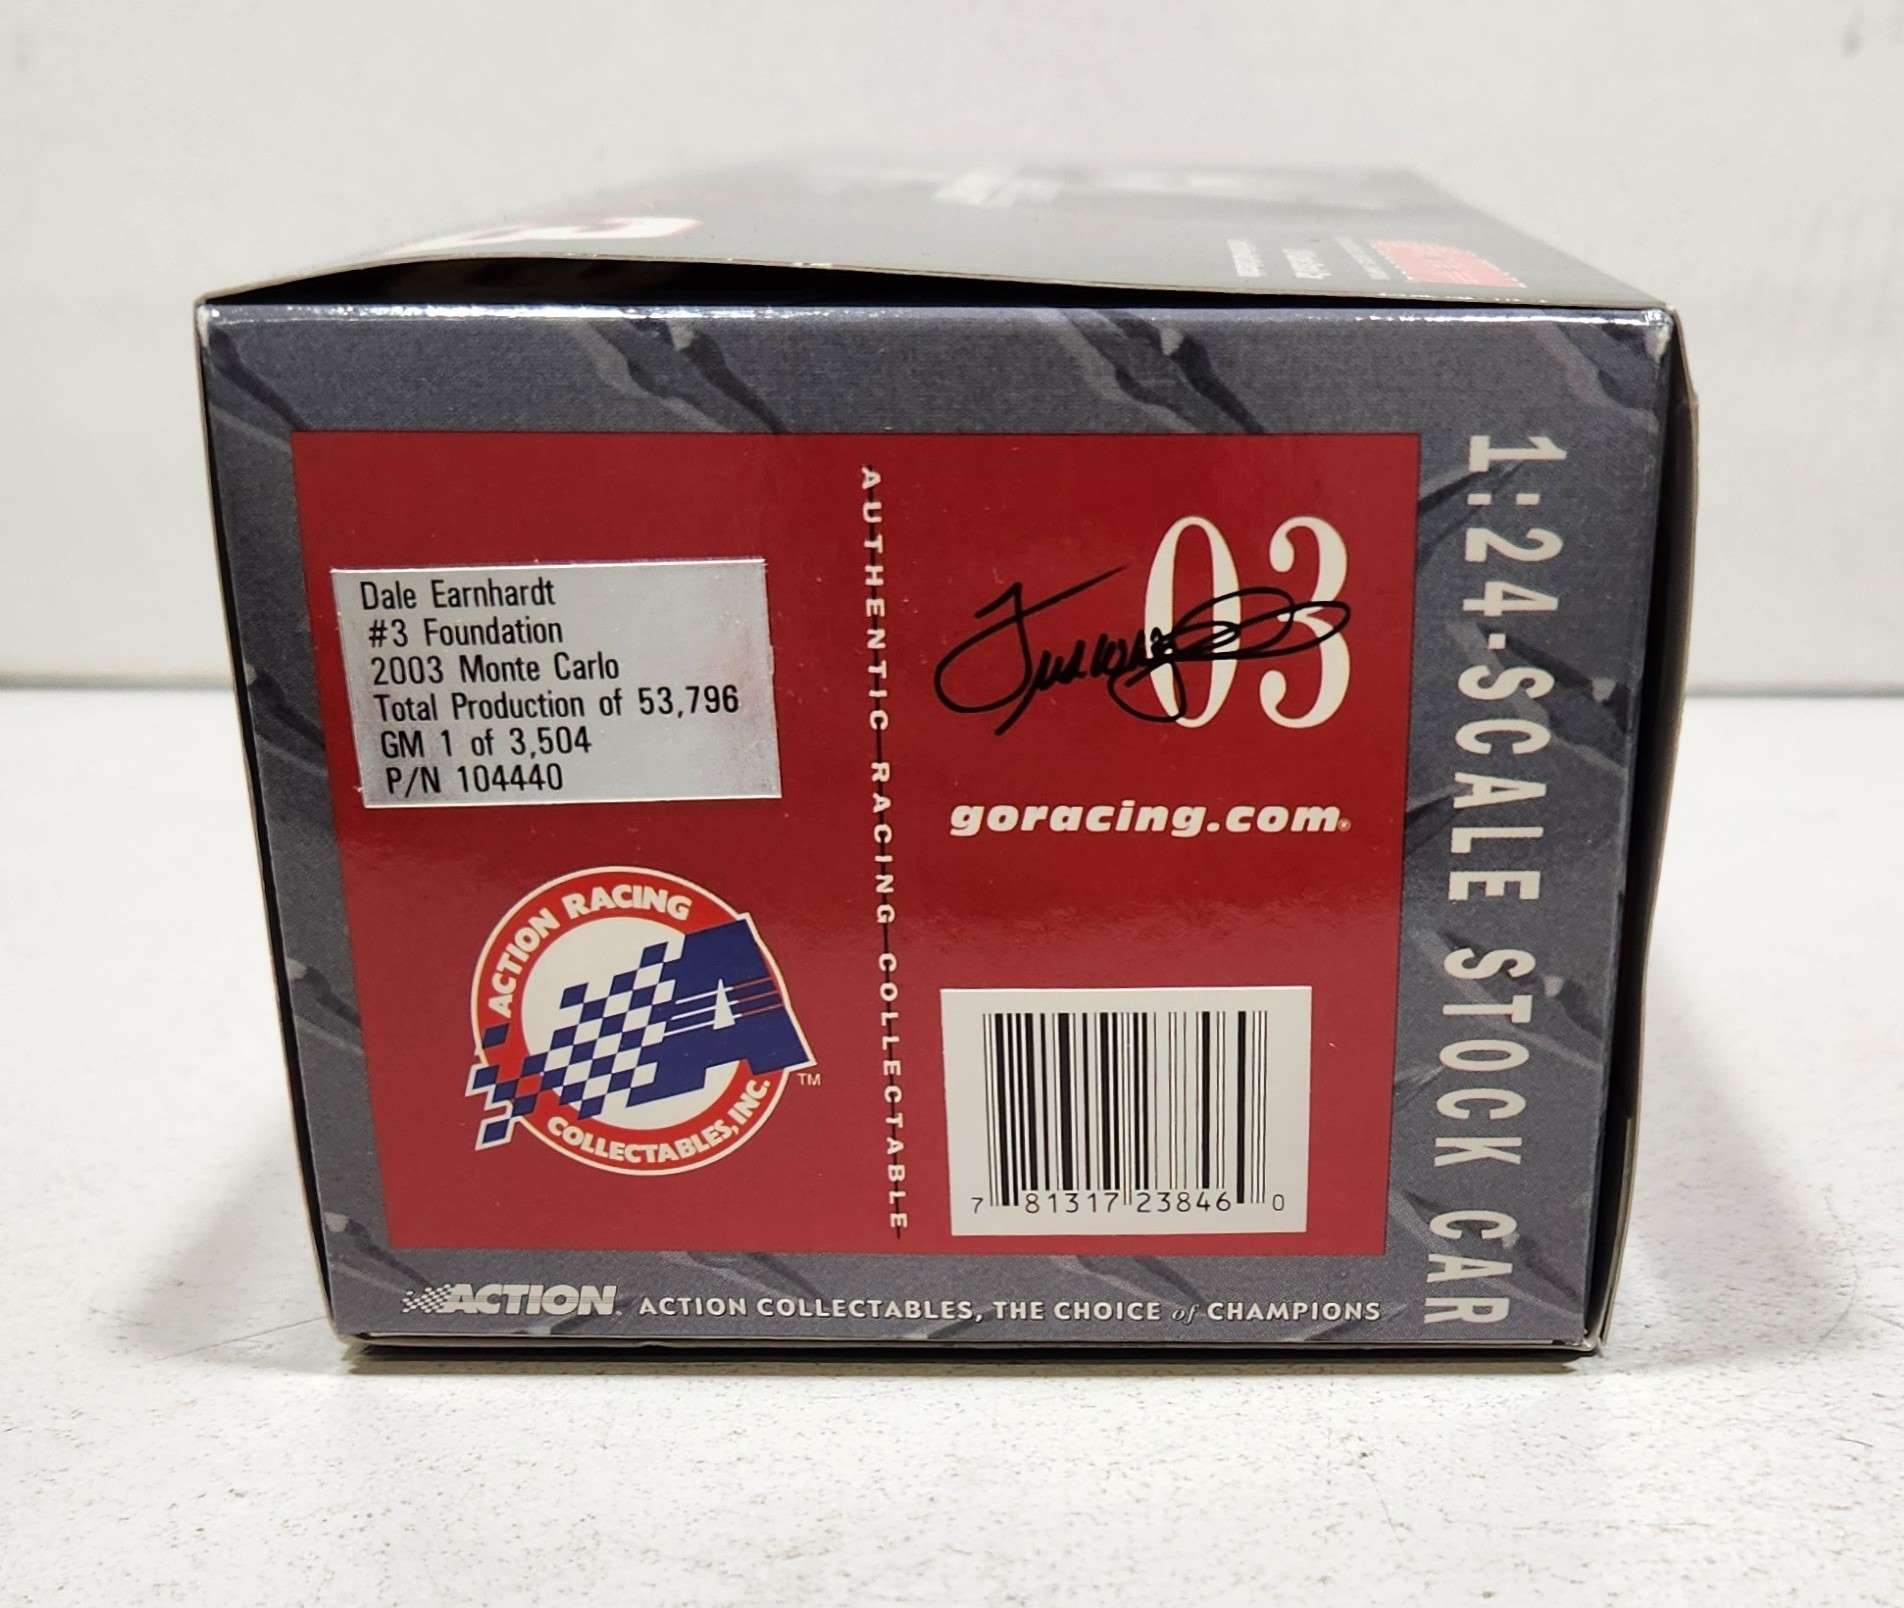 Dale Earnhardt
#3 Foundation
2003 Monte Carlo
Total Production of 53,796
GM 1 of 3,504
P/N 104440
ACTION RACING
COLLECTABLES, INC.
TM
AUTHENTIC RACING COLLECTABLE
03
goracing.com®
7 81317 23846 0
1:24-SCALE STOCK CAR
ACTION. ACTION COLLECTABLES, THE CHOICE of CHAMPIONS